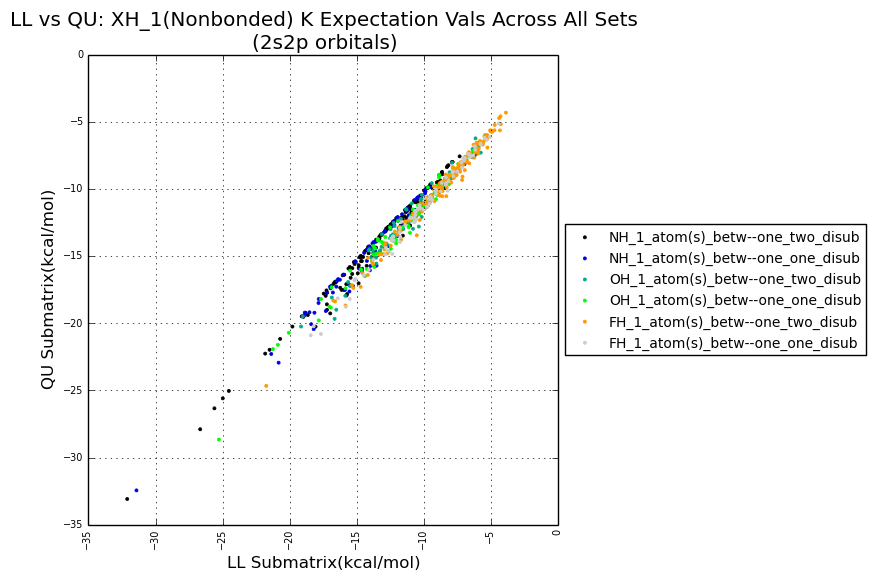 LL vs QU: XH_1(Nonbonded) K Expectation Vals Across All Sets
(2s2p orbitals)
0
−5
−10
−15
−20
−25
−30
−35
QU Submatrix(kcal/mol)
−35
−30
−25
−20
−15
−10
−5
0
LL Submatrix(kcal/mol)
NH_1_atom(s)_betw--one_two_disub
NH_1_atom(s)_betw--one_one_disub
OH_1_atom(s)_betw--one_two_disub
OH_1_atom(s)_betw--one_one_disub
FH_1_atom(s)_betw--one_two_disub
FH_1_atom(s)_betw--one_one_disub